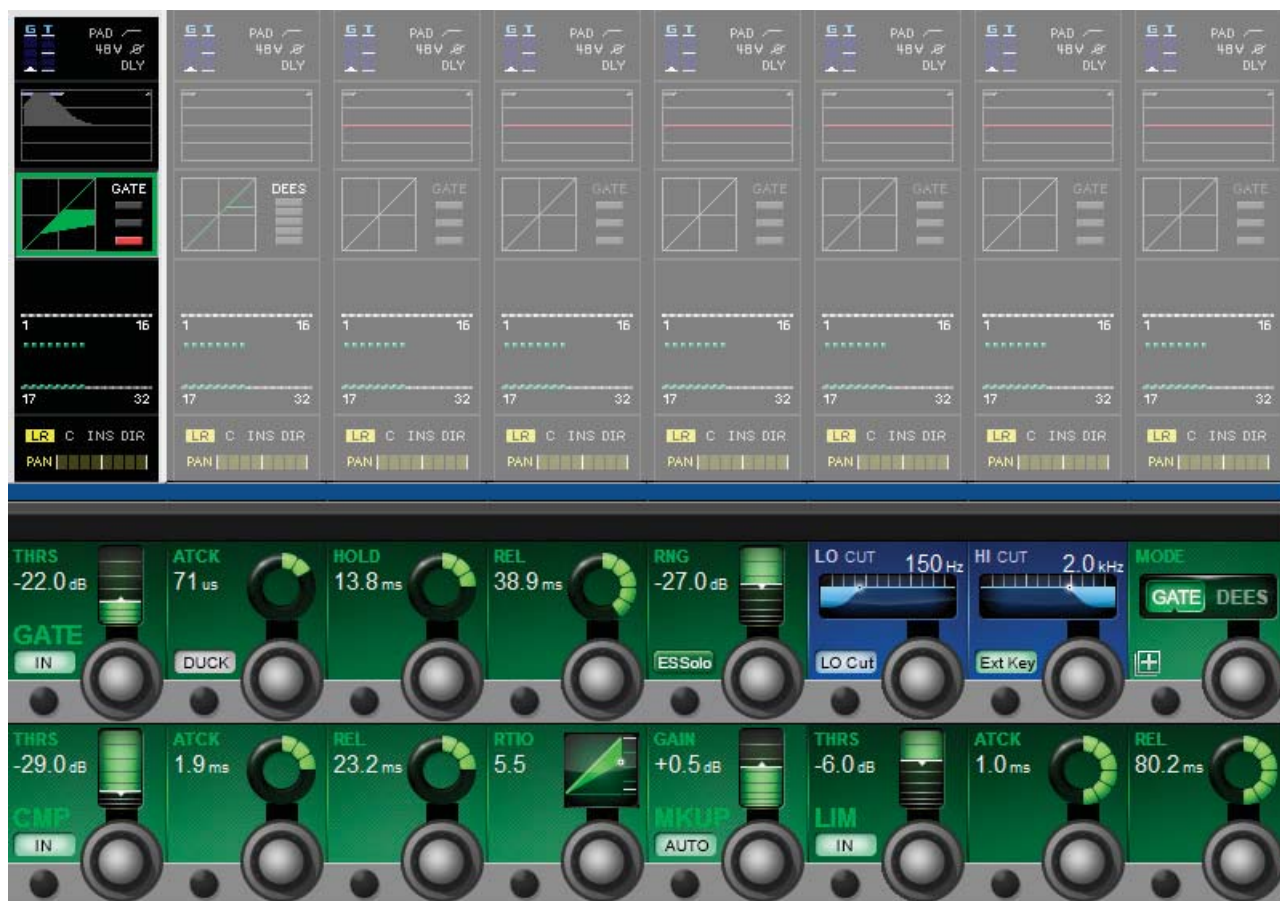 G T PAD G T PAD G T PAD G T PAD G T PAD G T PAD G T PAD G T PAD
48V 48V 48V 48V 48V 48V 48V 48V
DLY DLY DLY DLY DLY DLY DLY DLY
GATE DEES GATE GATE GATE GATE GATE GATE
1 16 1 16 1 16 1 16 1 16 1 16 1 16 1 16
17 32 17 32 17 32 17 32 17 32 17 32 17 32 17 32
LR C INS DIR LR C INS DIR LR C INS DIR LR C INS DIR LR C INS DIR LR C INS DIR LR C INS DIR LR C INS DIR
PAN PAN PAN PAN PAN PAN PAN PAN
THRS ATCK HOLD REL RNG LO CUT 150 Hz HI CUT 2.0 kHz MODE
-22.0 dB 71 us 13.8 ms 38.9 ms -27.0 dB
GATE DEES
GATE
IN DUCK ESSolo LO Cut Ext Key
THRS ATCK REL RTIO GAIN THRS ATCK REL
-29.0 dB 1.9 ms 23.2 ms 5.5 +0.5 dB -6.0 dB 1.0 ms 80.2 ms
CMP MKUP LIM
IN AUTO IN